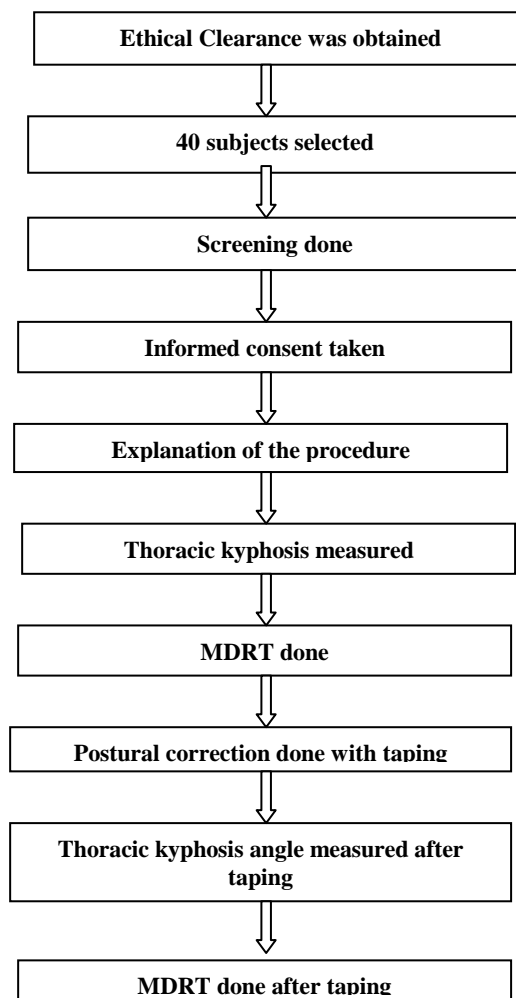 Ethical Clearance was obtained
40 subjects selected
Screening done
Informed consent taken
Explanation of the procedure
Thoracic kyphosis measured
MDRT done
Postural correction done with taping
Thoracic kyphosis angle measured after
taping
MDRT done after taping